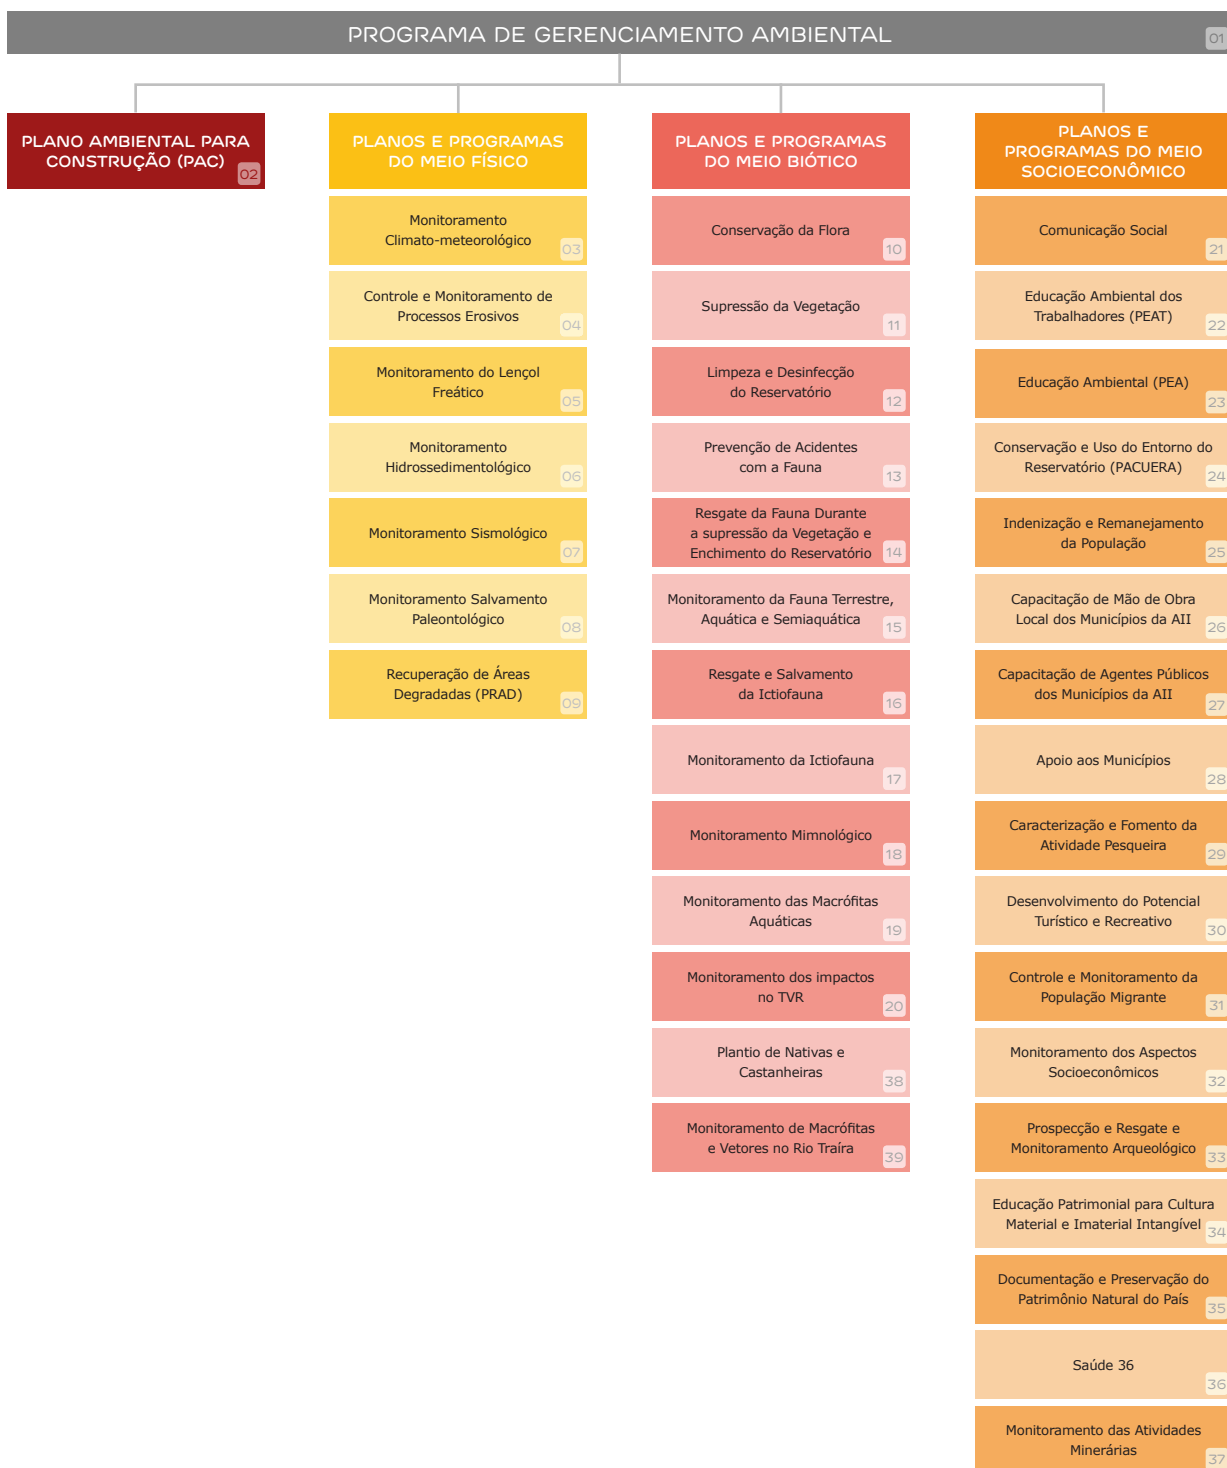 PROGRAMA DE GERENCIAMENTO AMBIENTAL
01
PLANO AMBIENTAL PARA
CONSTRUÇÃO (PAC)
02
PLANOS E PROGRAMAS
DO MEIO FÍSICO
Monitoramento
Climato-meteorológico
03
Controle e Monitoramento de
Processos Erosivos
04
Monitoramento do Lençol
Freático
05
Monitoramento
Hidrossedimentológico
06
Monitoramento Sismológico
07
Monitoramento Salvamento
Paleontológico
08
Recuperação de Áreas
Degradadas (PRAD)
09
PLANOS E PROGRAMAS
DO MEIO BIÓTICO
Conservação da Flora
10
Supressão da Vegetação
11
Limpeza e Desinfecção
do Reservatório
12
Prevenção de Acidentes
com a Fauna
13
Resgate da Fauna Durante
a supressão da Vegetação e
Enchimento do Reservatório
14
Monitoramento da Fauna Terrestre,
Aquática e Semiaquática
15
Resgate e Salvamento
da Ictiofauna
16
Monitoramento da Ictiofauna
17
Monitoramento Mimnológico
18
Monitoramento das Macrófitas
Aquáticas
19
Monitoramento dos impactos
no TVR
20
Plantio de Nativas e
Castanheiras
38
Monitoramento de Macrófitas
e Vetores no Rio Traíra
39
PLANOS E
PROGRAMAS DO MEIO
SOCIOECONÔMICO
Comunicação Social
21
Educação Ambiental dos
Trabalhadores (PEAT)
22
Educação Ambiental (PEA)
23
Conservação e Uso do Entorno do
Reservatório (PACUERA)
24
Indenização e Remanejamento
da População
25
Capacitação de Mão de Obra
Local dos Municípios da AII
26
Capacitação de Agentes Públicos
dos Municípios da AII
27
Apoio aos Municípios
28
Caracterização e Fomento da
Atividade Pesqueira
29
Desenvolvimento do Potencial
Turístico e Recreativo
30
Controle e Monitoramento da
População Migrante
31
Monitoramento dos Aspectos
Socioeconômicos
32
Prospecção e Resgate e
Monitoramento Arqueológico
33
Educação Patrimonial para Cultura
Material e Imaterial Intangível
34
Documentação e Preservação do
Patrimônio Natural do País
35
Saúde 36
36
Monitoramento das Atividades
Minerárias
37